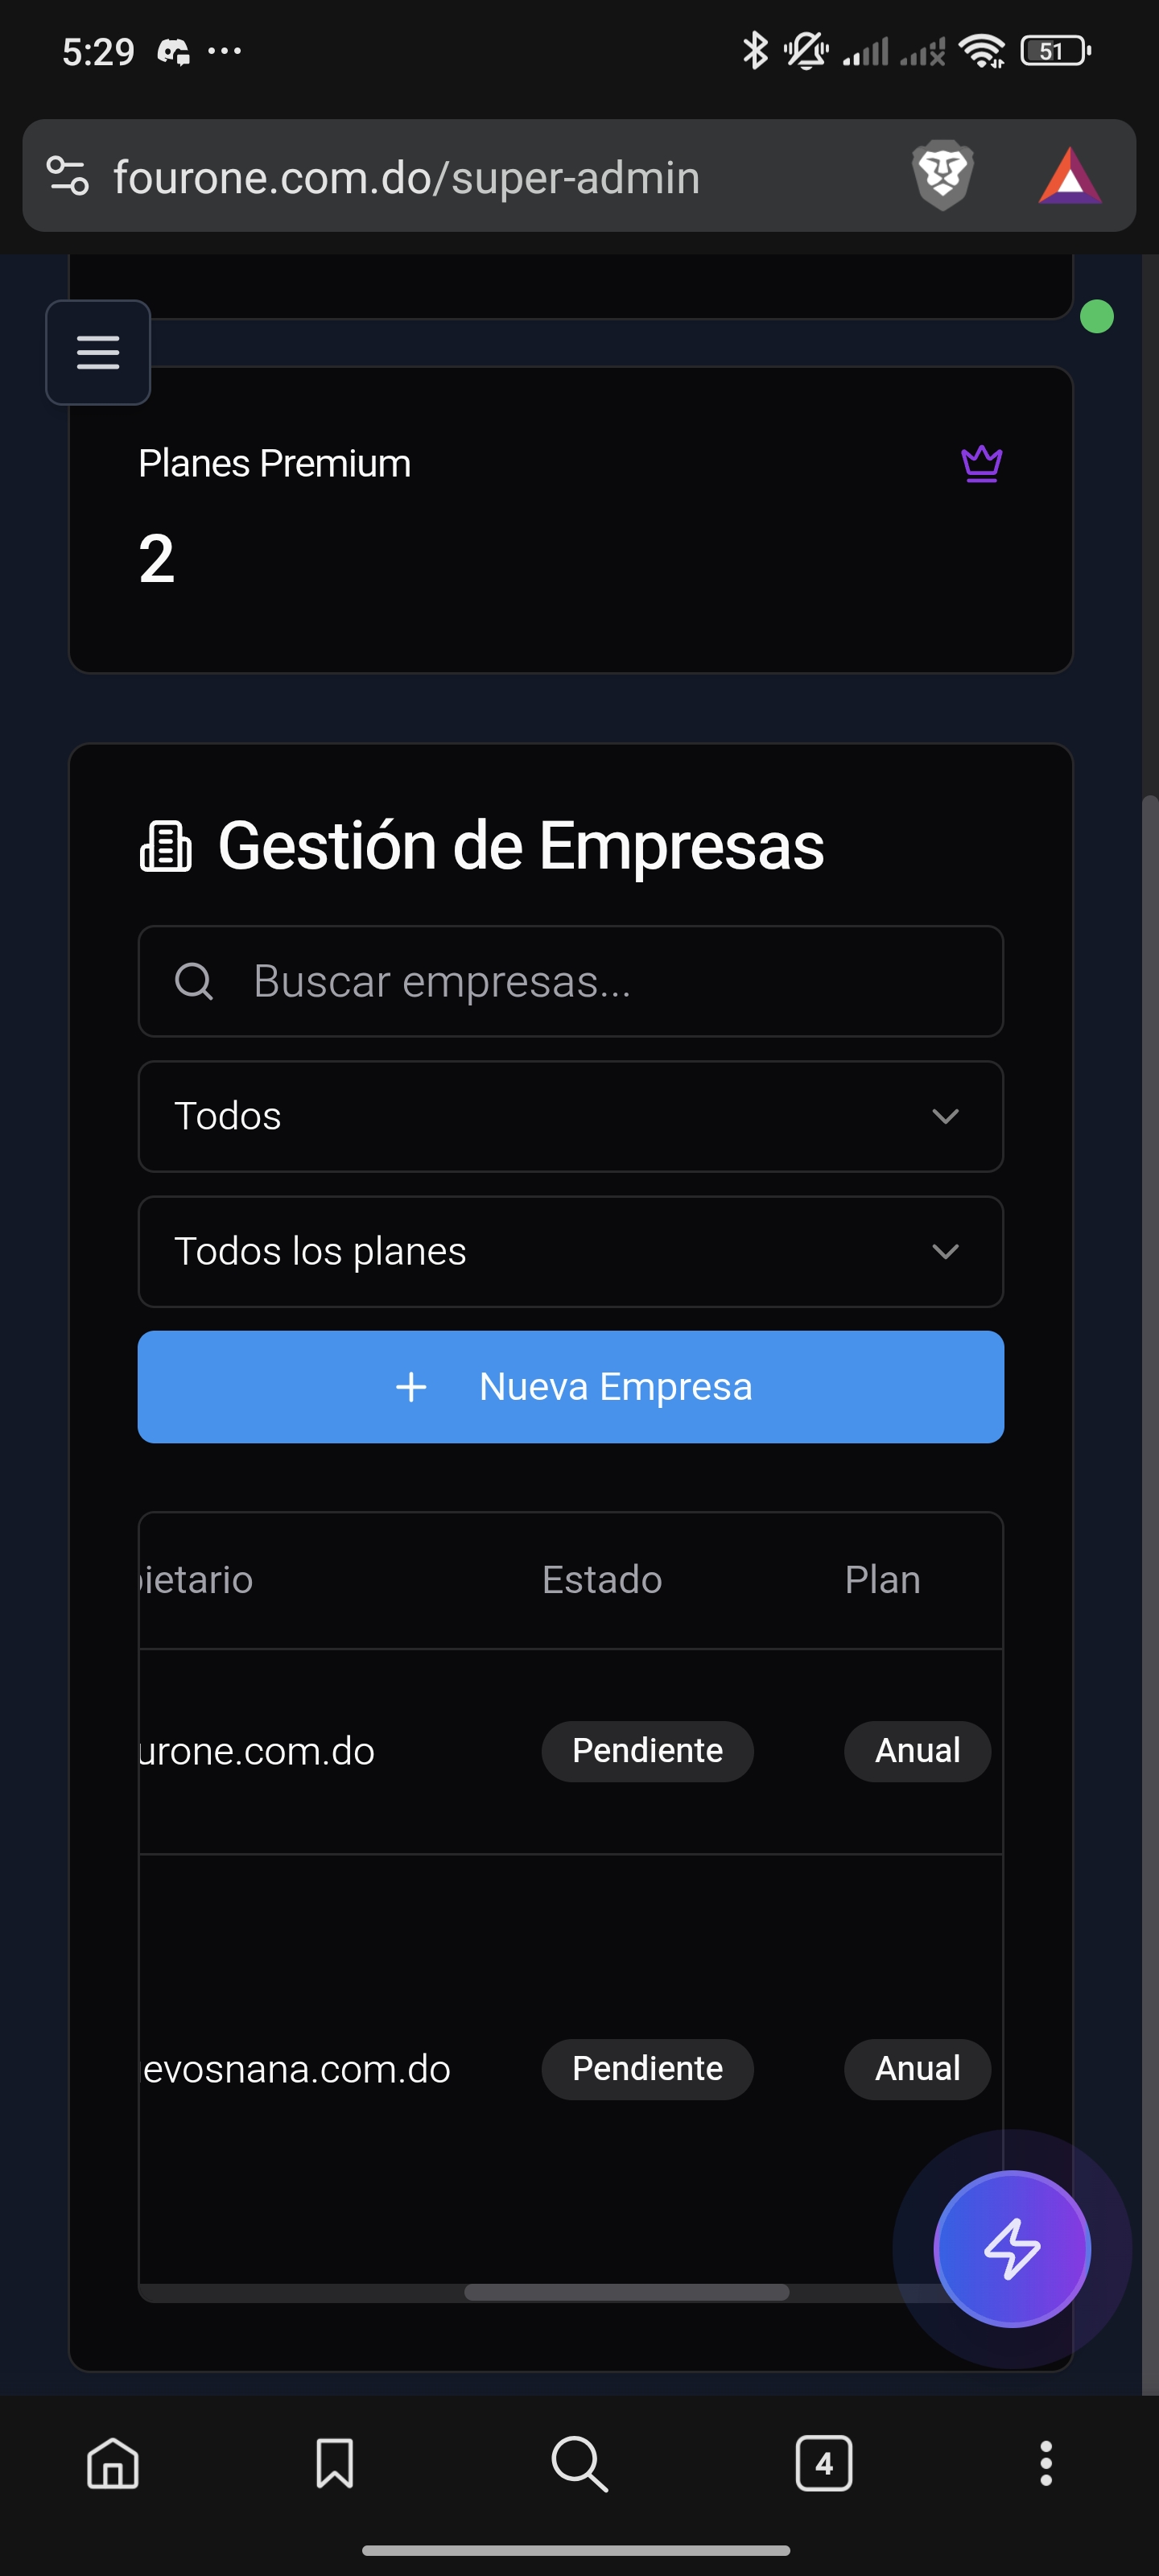 5:29
51
fourone.com.do/super-admin
Planes Premium
2
Gestión de Empresas
Buscar empresas...
Todos
Todos los planes
+ Nueva Empresa
ietario Estado Plan
urone.com.do Pendiente Anual
evosnana.com.do Pendiente Anual
4